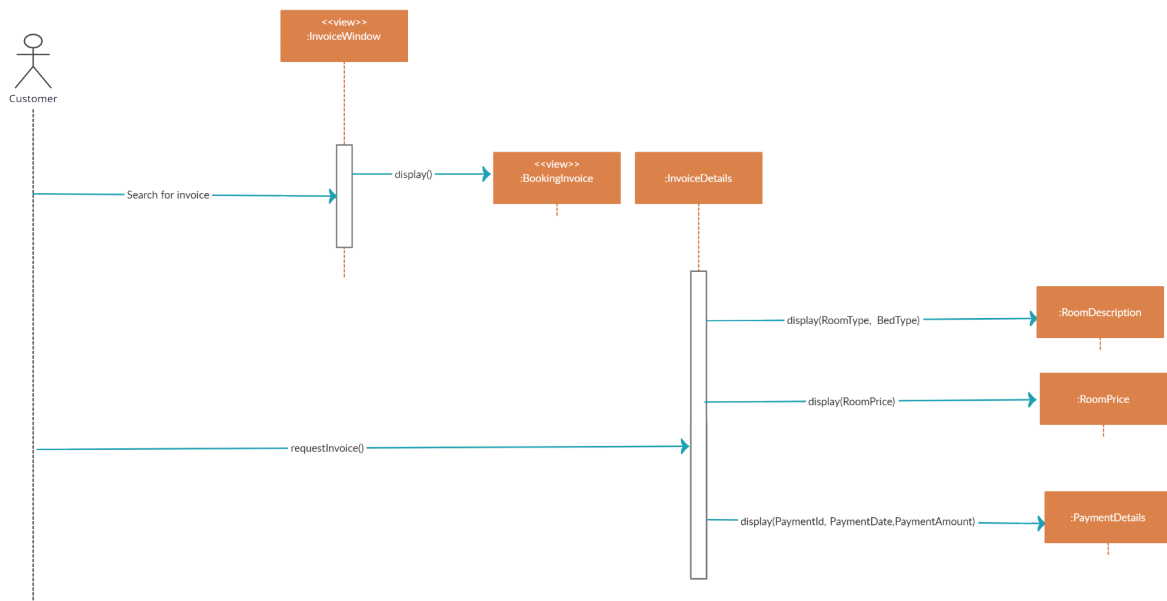 <<view>>
:InvoiceWindow
Customer
display()
<<view>>
:BookingInvoice
:InvoiceDetails
Search for invoice
display(RoomType, BedType)
:RoomDescription
display(RoomPrice)
:RoomPrice
requestInvoice()
display(PaymentId, PaymentDate,PaymentAmount)
:PaymentDetails